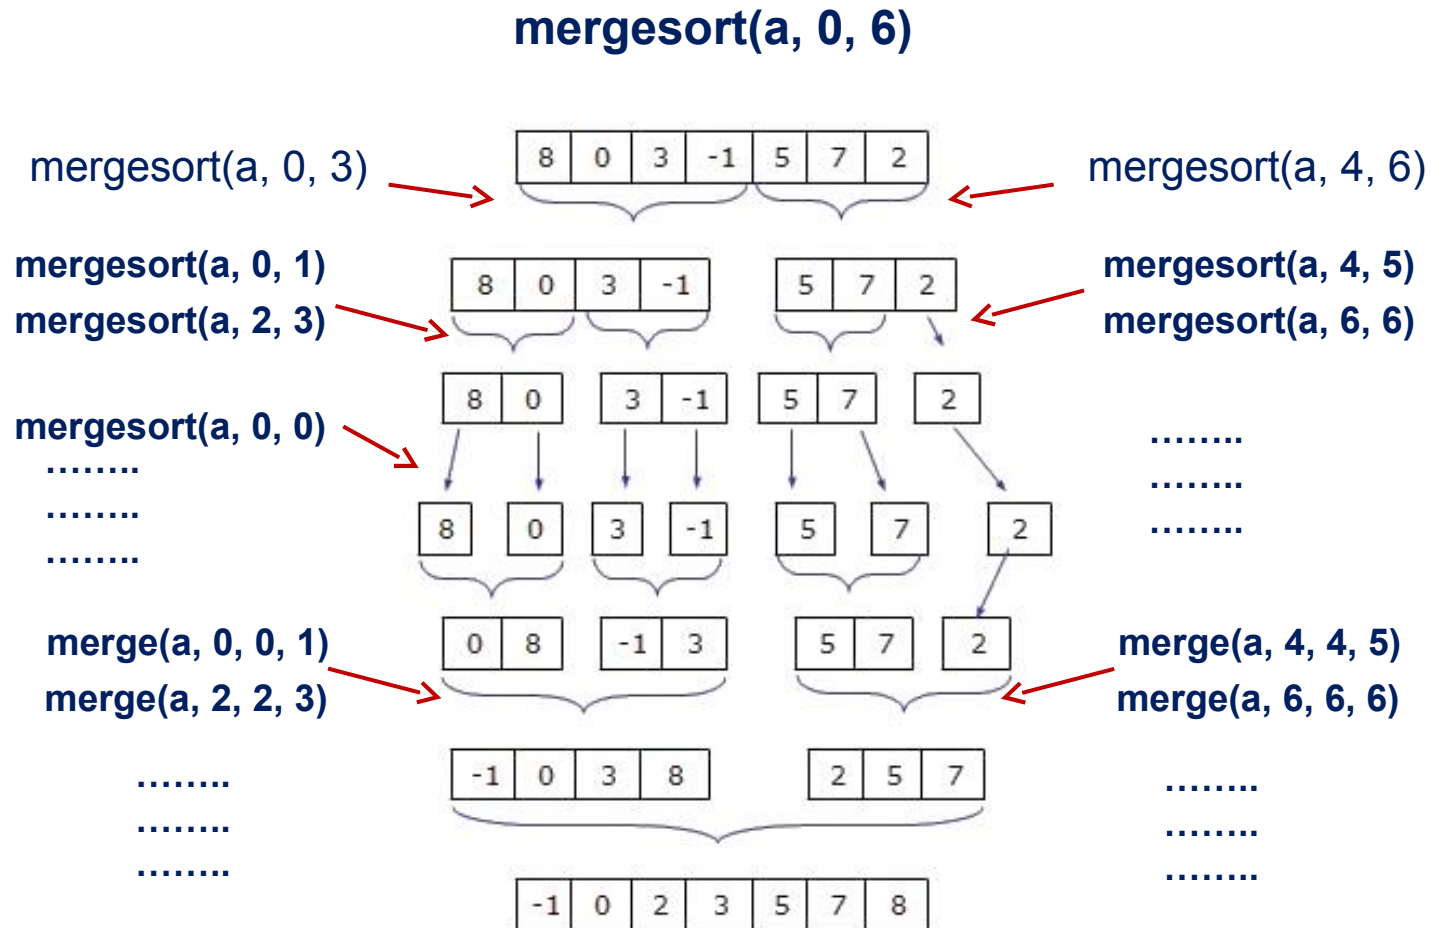 mergesort(a, 0, 6)
mergesort(a, 0, 3)
8 0 3 -1 5 7 2
mergesort(a, 4, 6)
mergesort(a, 0, 1)
mergesort(a, 2, 3)
8 0 3 -1
5 7 2
mergesort(a, 4, 5)
mergesort(a, 6, 6)
8 0
3 -1
5 7
2
mergesort(a, 0, 0)
……..
……..
……..
……..
……..
……..
8
0
3
-1
5
7
2
merge(a, 0, 0, 1)
merge(a, 2, 2, 3)
0 8
-1 3
5 7
2
merge(a, 4, 4, 5)
merge(a, 6, 6, 6)
……..
……..
……..
-1 0 3 8
2 5 7
……..
……..
……..
-1 0 2 3 5 7 8